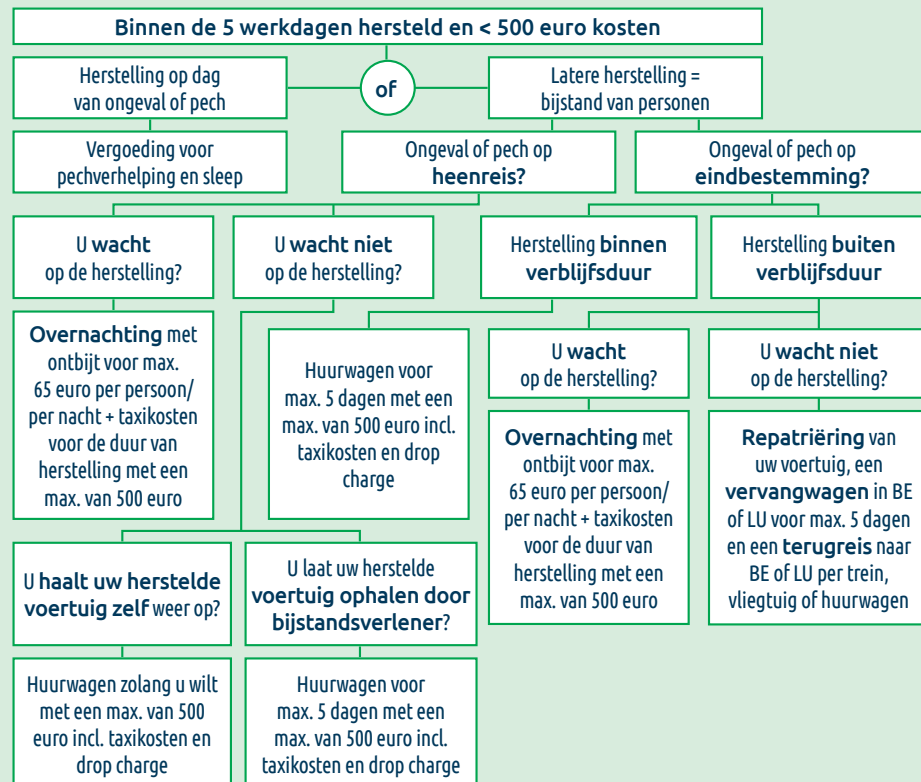 Binnen de 5 werkdagen hersteld en < 500 euro kosten
Herstelling op dag
van ongeval of pech
of
Latere herstelling =
bijstand van personen
Vergoeding voor
pechverhelping en sleep
Ongeval of pech op
heenreis?
Ongeval of pech op
eindbestemming?
U wacht
op de herstelling?
U wacht niet
op de herstelling?
Herstelling binnen
verblijfsduur
Herstelling buiten
verblijfsduur
Overnachting met
ontbijt voor max.
65 euro per persoon/
per nacht + taxikosten
voor de duur van
herstelling met een
max. van 500 euro
Huurwagen voor
max. 5 dagen met een
max. van 500 euro incl.
taxikosten en drop
charge
U wacht
op de herstelling?
U wacht niet
op de herstelling?
Overnachting met
ontbijt voor max.
65 euro per persoon/
per nacht + taxikosten
voor de duur van
herstelling met een
max. van 500 euro
Repatriëring van
uw voertuig, een
vervangwagen in BE
of LU voor max. 5 dagen
en een terugreis naar
BE of LU per trein,
vliegtuig of huurwagen
U haalt uw herstelde
voertuig zelf weer op?
U laat uw herstelde
voertuig ophalen door
bijstandsverlener?
Huurwagen zolang u wilt
met een max. van 500
euro incl. taxikosten en
drop charge
Huurwagen voor
max. 5 dagen met een
max. van 500 euro incl.
taxikosten en drop charge